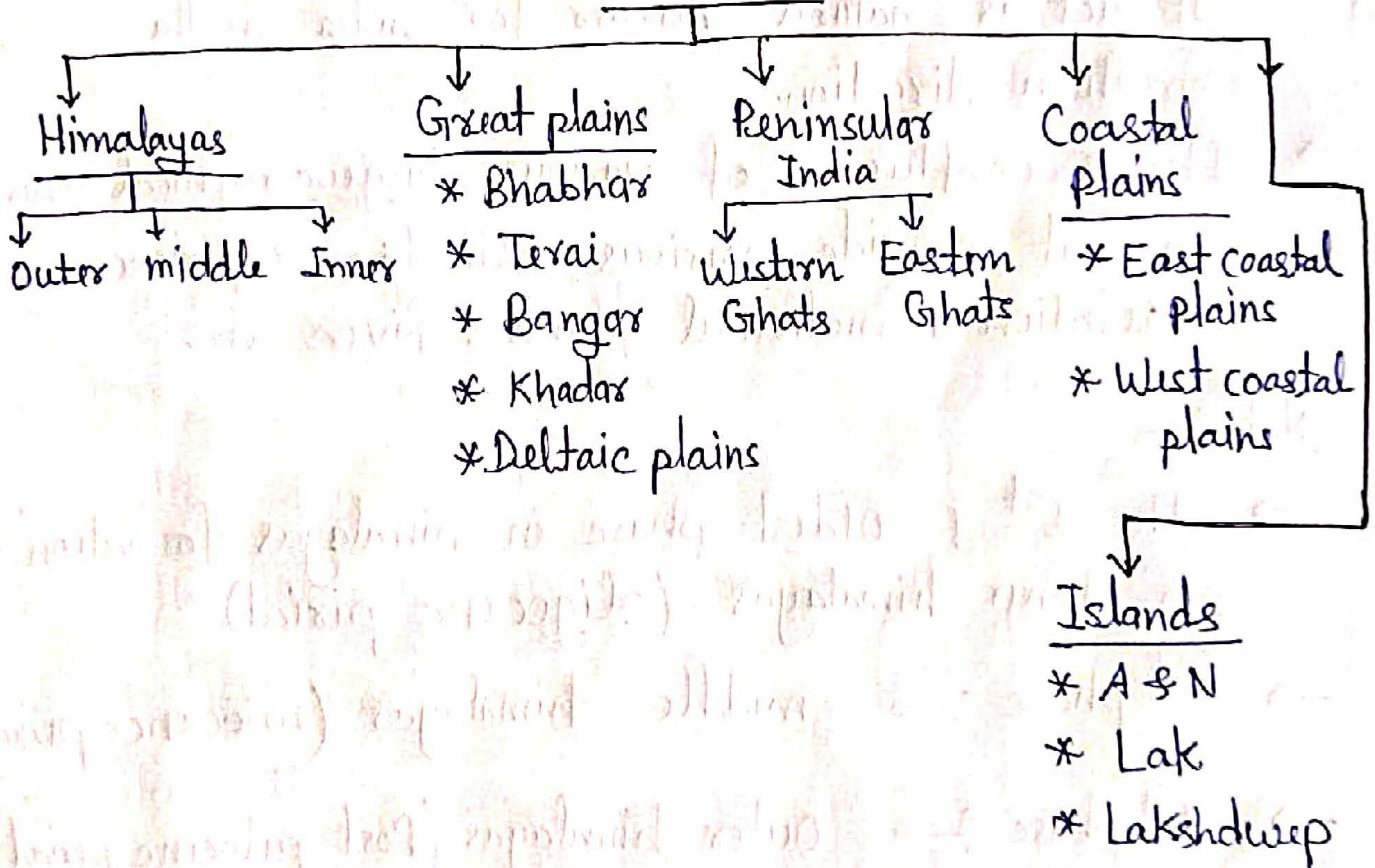 Himalayas
Outer middle Inner
Great plains
* Bhabhar
* Terai
* Bangar
* Khadar
* Deltaic plains
Peninsular
India
Western Eastern
Ghats Ghats
Coastal
plains
* East coastal
plains
* West coastal
plains
Islands
* A & N
* Lak
* Lakshdweep